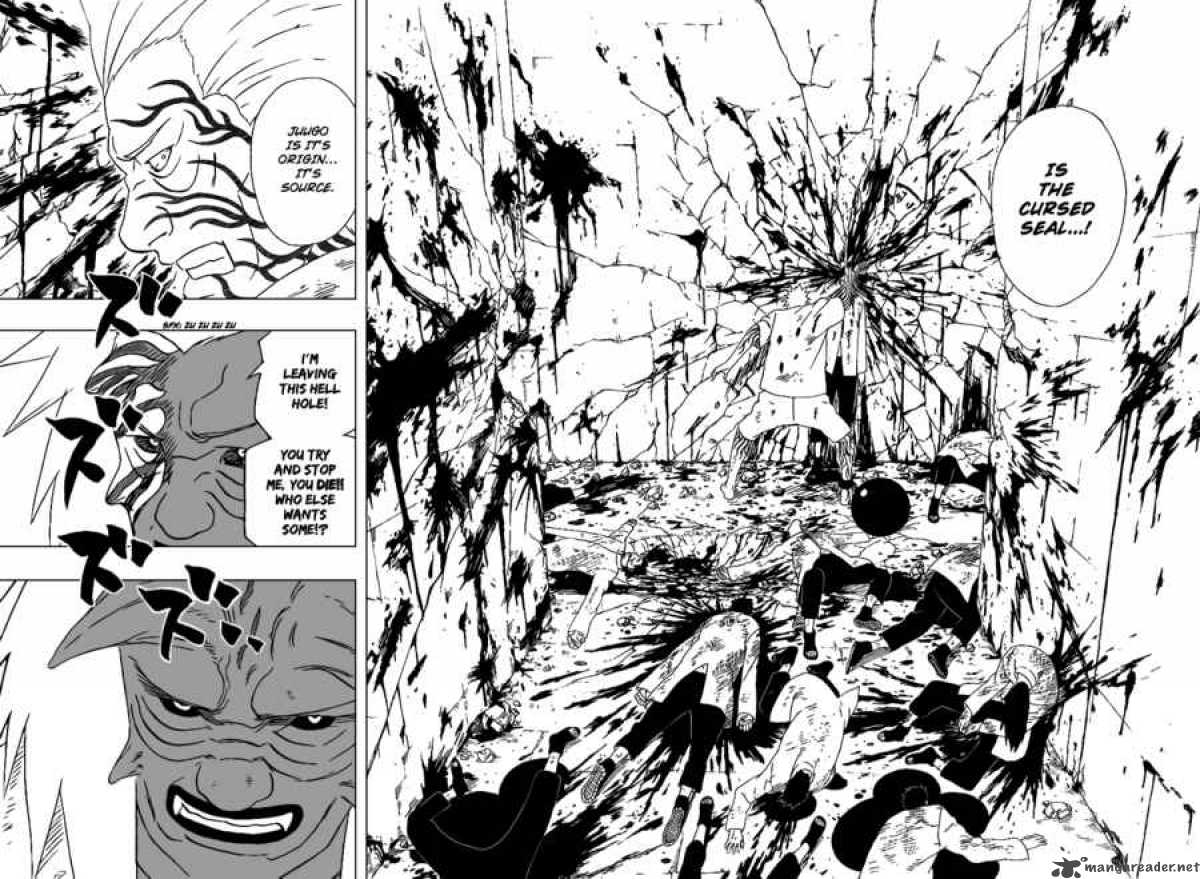 IS
THE
CURSED
SEAL...!
JUUGO
IS IT'S
ORIGIN...
IT'S
SOURCE.
ズ
SFX: ZU ZU ZU ZU
I'M
LEAVING
THIS HELL
HOLE!
YOU TRY
AND STOP
ME, YOU DIE!!
WHO ELSE
WANTS
SOME!?
ズ
ズ
ズ...
mangareader.net